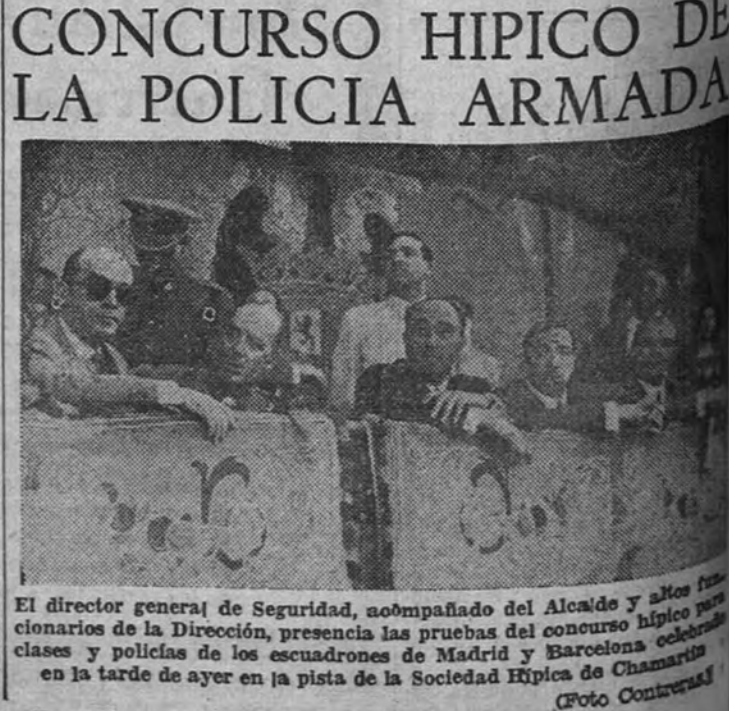 CONCURSO HIPICO DE
LA POLICIA ARMADA
El director general de Seguridad, acompañado del Alcalde y altos fun-
cionarios de la Dirección, presencia las pruebas del concurso hípico para
clases y policías de los escuadrones de Madrid y Barcelona celebrado
en la tarde de ayer en la pista de la Sociedad Hípica de Chamartín
(Foto Contreras.)